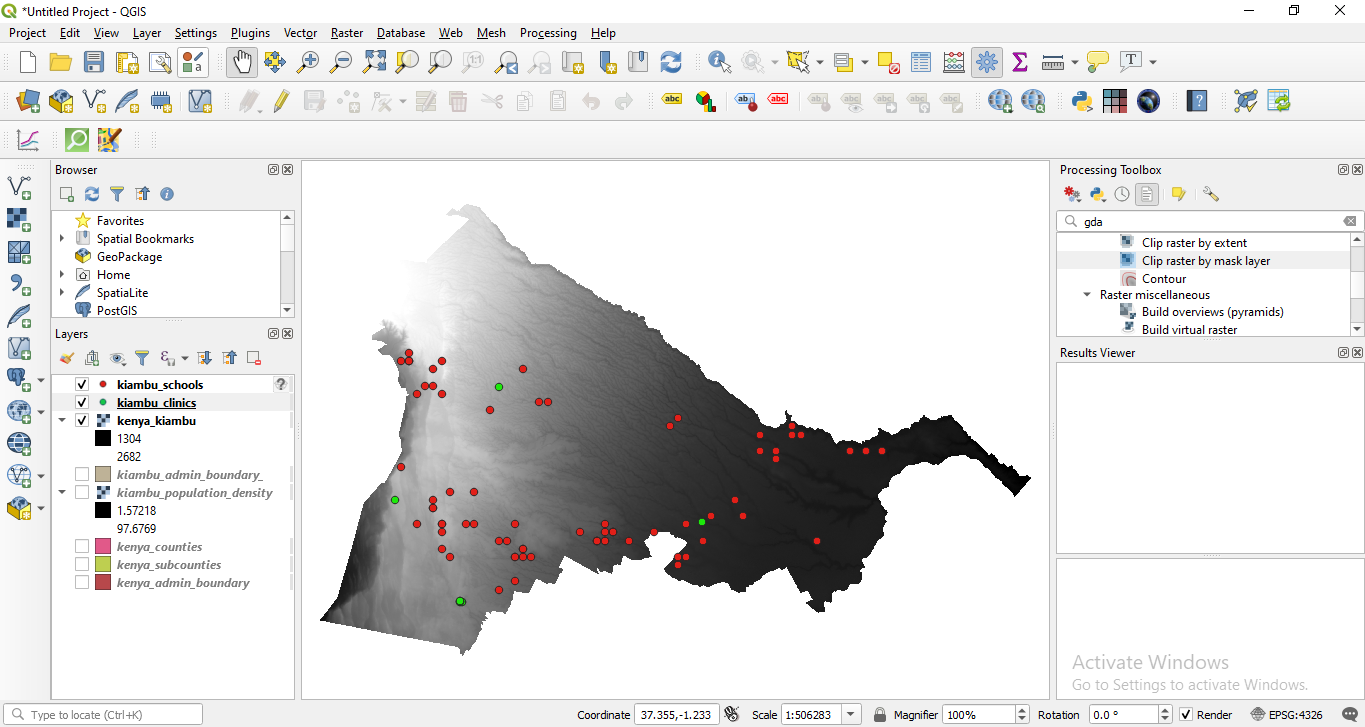 *Untitled Project - QGIS
Project Edit View Layer Settings Plugins Vector Raster Database Web Mesh Processing Help
Browser
Favorites
Spatial Bookmarks
GeoPackage
Home
SpatiaLite
PostGIS
Layers
kiambu_schools
kiambu_clinics
kenya_kiambu
1304
2682
kiambu_admin_boundary_
kiambu_population_density
1.57218
97.6769
kenya_counties
kenya_subcounties
kenya_admin_boundary
Processing Toolbox
gda
Clip raster by extent
Clip raster by mask layer
Contour
Raster miscellaneous
Build overviews (pyramids)
Build virtual raster
Results Viewer
Activate Windows
Go to Settings to activate Windows.
Type to locate (Ctrl+K) Coordinate 37.355,-1.233 Scale 1:506283 Magnifier 100% Rotation 0.0 ° Render EPSG:4326